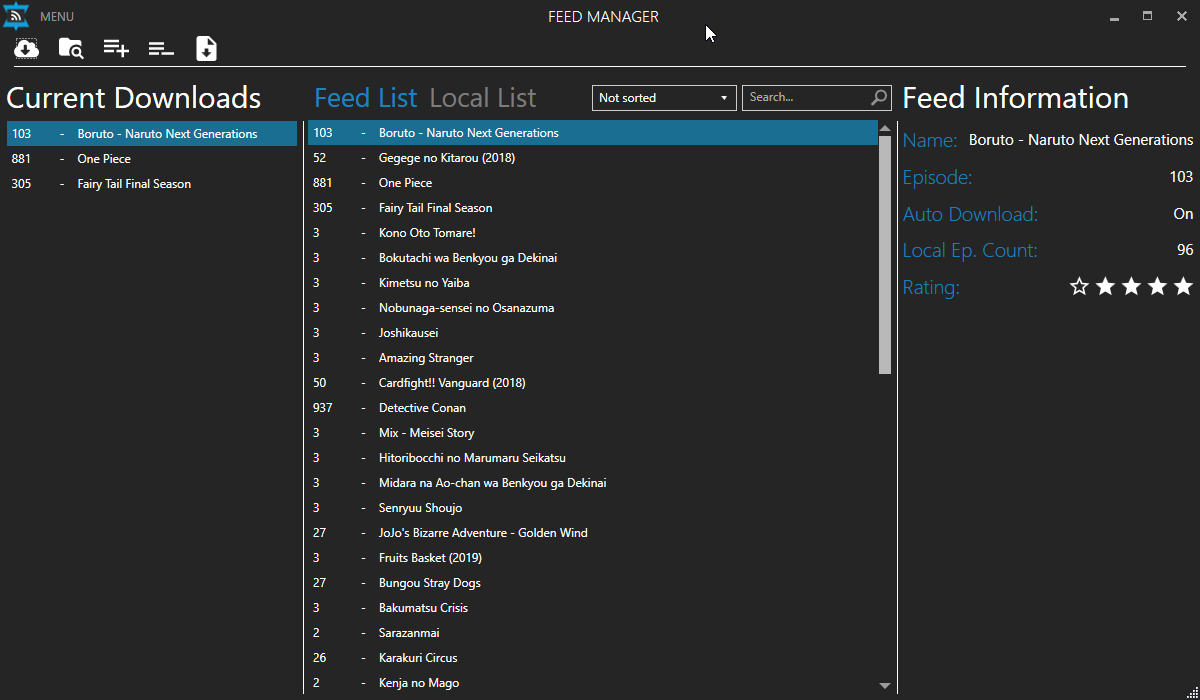 MENU
FEED MANAGER
Current Downloads
103 - Boruto - Naruto Next Generations
881 - One Piece
305 - Fairy Tail Final Season
Feed List Local List
Not sorted
Search...
103 - Boruto - Naruto Next Generations
52 - Gegege no Kitarou (2018)
881 - One Piece
305 - Fairy Tail Final Season
3 - Kono Oto Tomare!
3 - Bokutachi wa Benkyou ga Dekinai
3 - Kimetsu no Yaiba
3 - Nobunaga-sensei no Osanazuma
3 - Joshikausei
3 - Amazing Stranger
50 - Cardfight!! Vanguard (2018)
937 - Detective Conan
3 - Mix - Meisei Story
3 - Hitoribocchi no Marumaru Seikatsu
3 - Midara na Ao-chan wa Benkyou ga Dekinai
3 - Senryuu Shoujo
27 - JoJo's Bizarre Adventure - Golden Wind
3 - Fruits Basket (2019)
27 - Bungou Stray Dogs
3 - Bakumatsu Crisis
2 - Sarazanmai
26 - Karakuri Circus
2 - Kenja no Mago
Feed Information
Name: Boruto - Naruto Next Generations
Episode: 103
Auto Download: On
Local Ep. Count: 96
Rating: